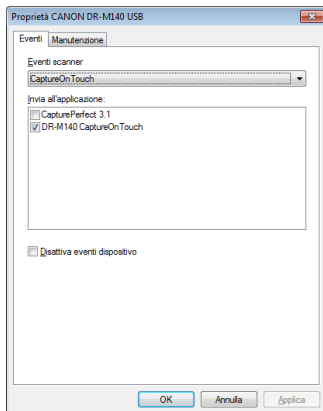 Proprietà CANON DR-M140 USB
Eventi Manutenzione
Eventi scanner
CaptureOnTouch
Invia all'applicazione:
CapturePerfect 3.1
DR-M140 CaptureOnTouch
Disattiva eventi dispositivo
OK Annulla Applica